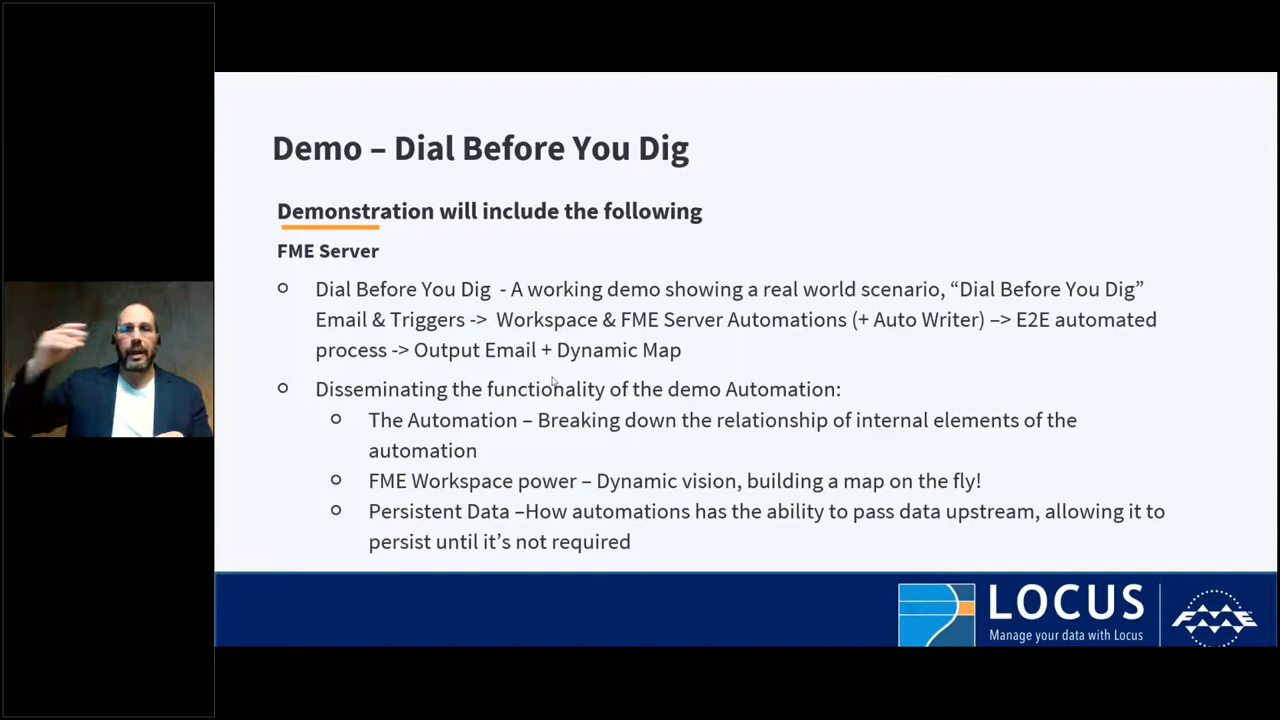 Demo – Dial Before You Dig
Demonstration will include the following
FME Server
Dial Before You Dig - A working demo showing a real world scenario, “Dial Before You Dig”
Email & Triggers -> Workspace & FME Server Automations (+ Auto Writer) –> E2E automated
process -> Output Email + Dynamic Map
Disseminating the functionality of the demo Automation:
The Automation – Breaking down the relationship of internal elements of the
automation
FME Workspace power – Dynamic vision, building a map on the fly!
Persistent Data –How automations has the ability to pass data upstream, allowing it to
persist until it’s not required
LOCUS
Manage your data with Locus
FME